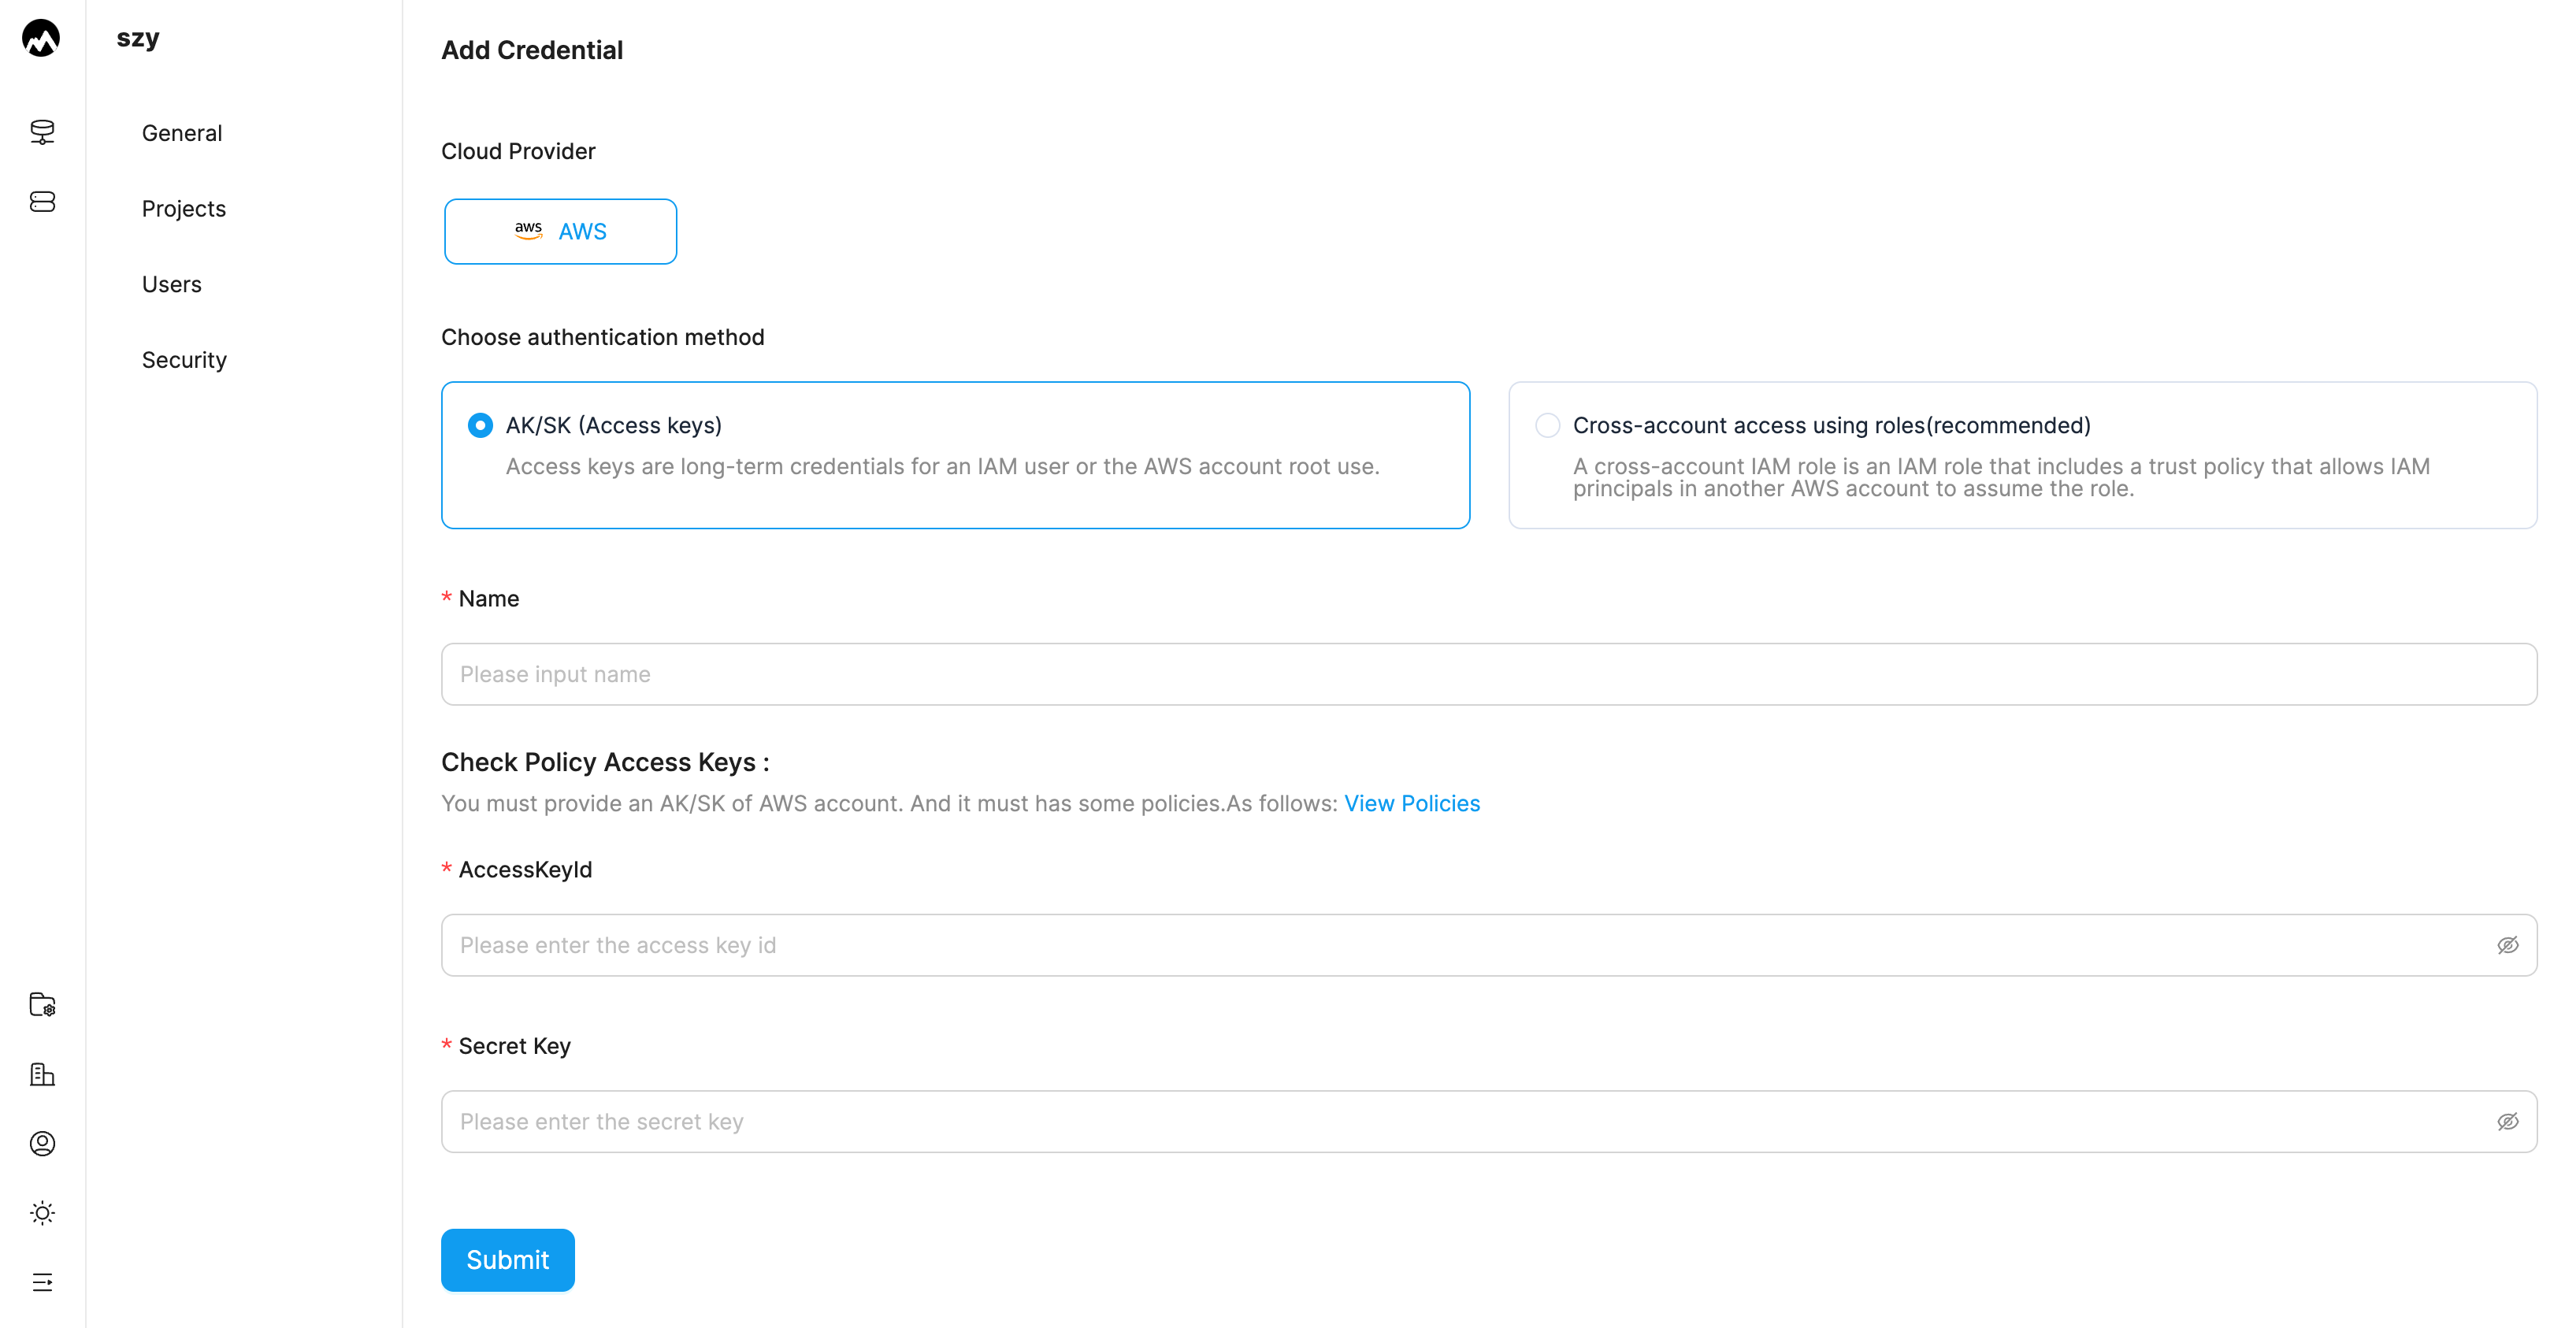 szy
General
Projects
Users
Security
Add Credential
Cloud Provider
aws AWS
Choose authentication method
AK/SK (Access keys)
Access keys are long-term credentials for an IAM user or the AWS account root use.
Cross-account access using roles(recommended)
A cross-account IAM role is an IAM role that includes a trust policy that allows IAM
principals in another AWS account to assume the role.
* Name
Please input name
Check Policy Access Keys :
You must provide an AK/SK of AWS account. And it must has some policies.As follows: View Policies
* AccessKeyId
Please enter the access key id
* Secret Key
Please enter the secret key
Submit